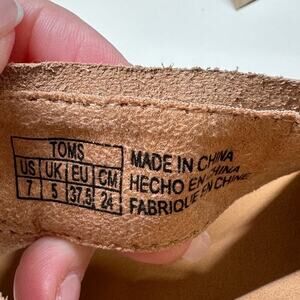 TOMS
US UK EU CM
7 5 37.5 24
MADE IN CHINA
HECHO EN CHINA
FABRIQUE EN CHINE